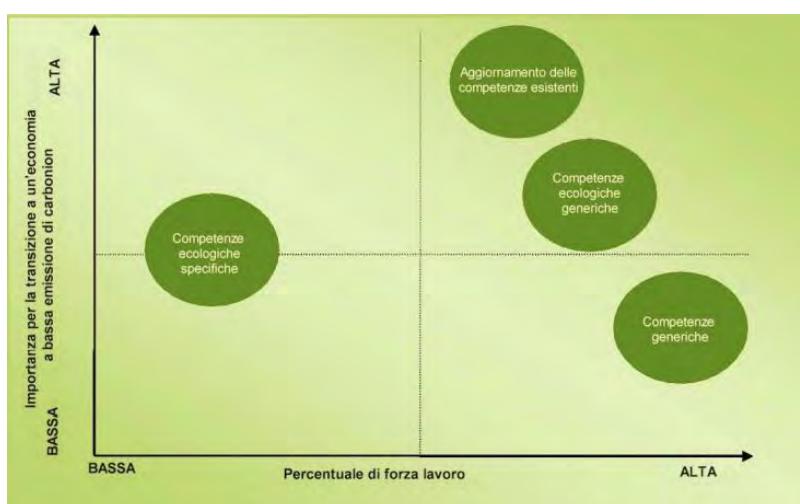 ALTA
Importanza per la transizione a un'economia
a bassa emissione di carbonion
BASSA
Aggiornamento delle
competenze esistenti
Competenze
ecologiche
generiche
Competenze
ecologiche
specifiche
Competenze
generiche
BASSA
Percentuale di forza lavoro
ALTA